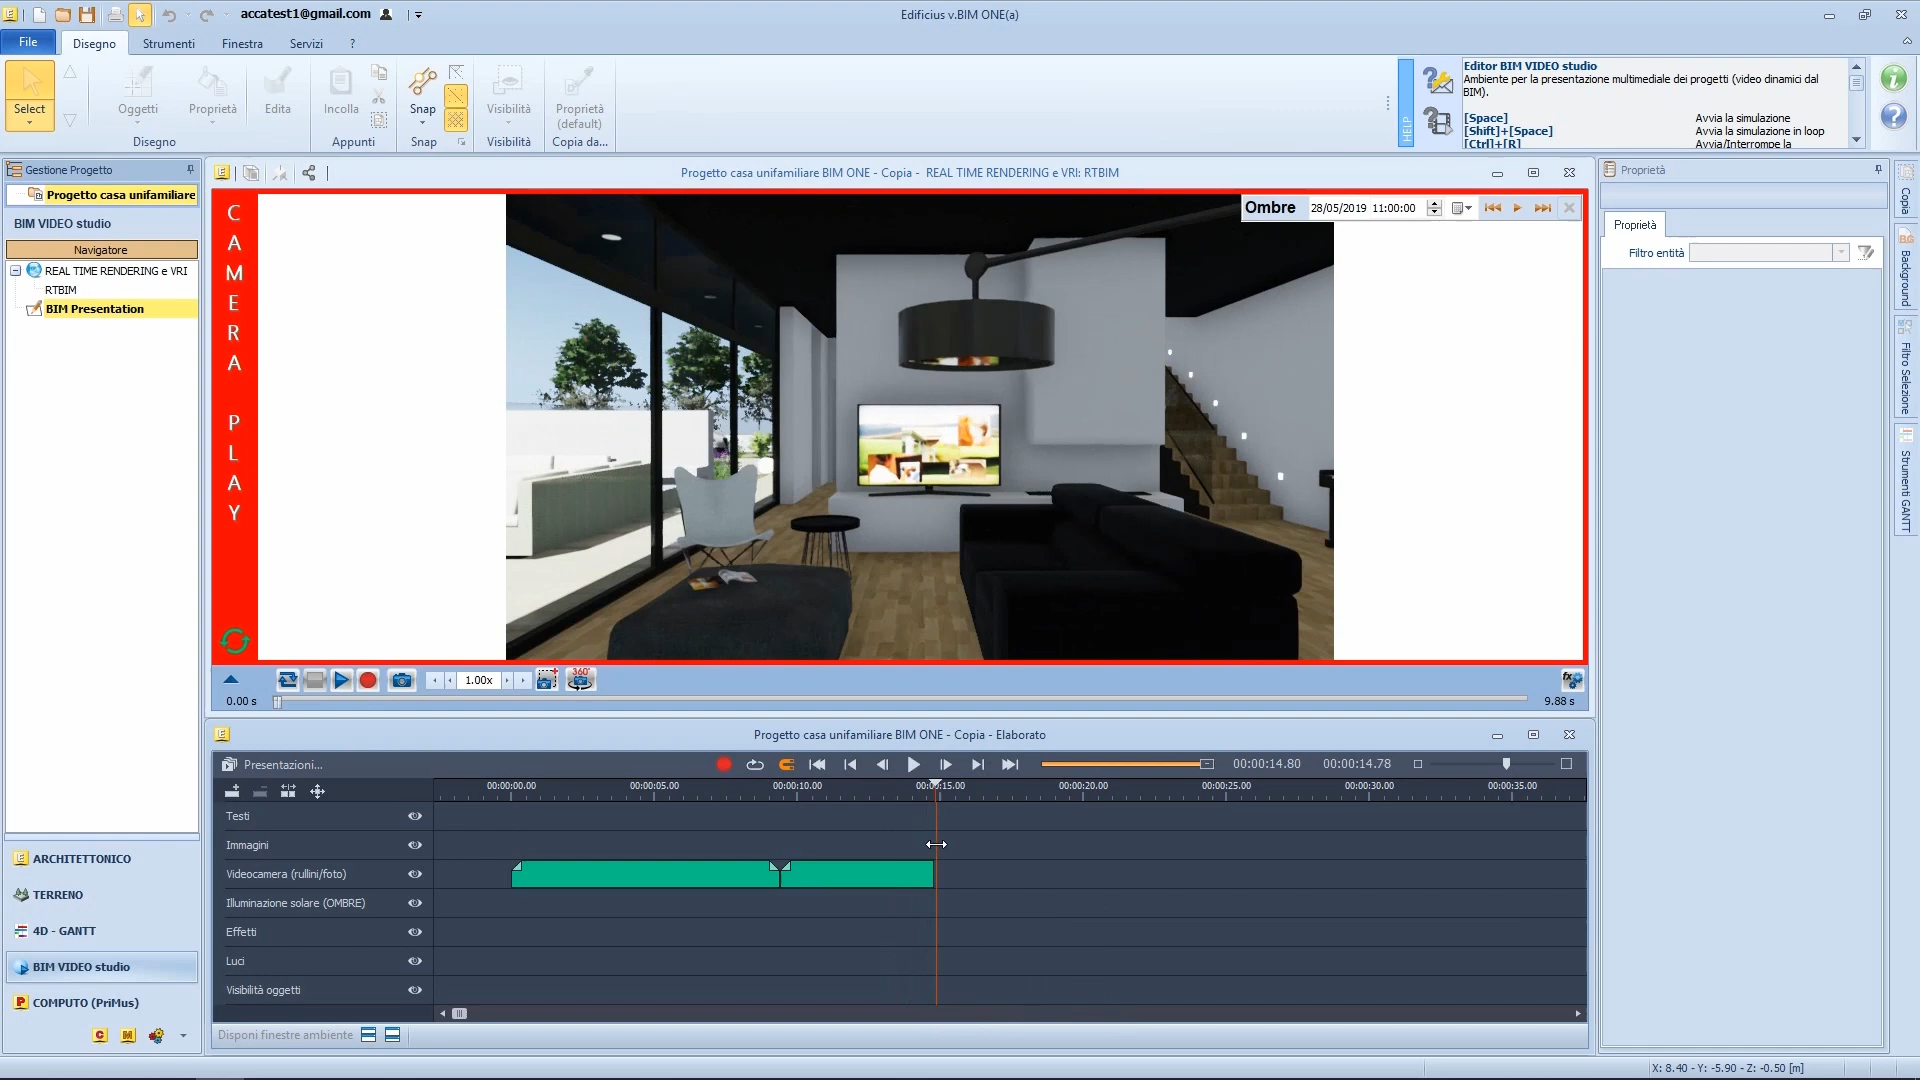 accatest1@gmail.com
Edificius v.BIM ONE(a)
File
Disegno
Strumenti
Finestra
Servizi
?
Select
Oggetti
Proprietà
Edita
Disegno
Incolla
Appunti
Snap
Snap
Visibilità
Visibilità
Proprietà
(default)
Copia da...
HELP
Editor BIM VIDEO studio
Ambiente per la presentazione multimediale dei progetti (video dinamici dal
BIM).
[Space] Avvia la simulazione
[Shift]+[Space] Avvia la simulazione in loop
[Ctrl]+[R] Avvia/Interrompe la
Gestione Progetto
Progetto casa unifamiliare
BIM VIDEO studio
Navigatore
REAL TIME RENDERING e VRI
RTBIM
BIM Presentation
ARCHITETTONICO
TERRENO
4D - GANTT
BIM VIDEO studio
COMPUTO (PriMus)
Progetto casa unifamiliare BIM ONE - Copia - REAL TIME RENDERING e VRI: RTBIM
CAMERA PLAY
Ombre 28/05/2019 11:00:00
1.00x
360°
0.00 s
9.88 s
Progetto casa unifamiliare BIM ONE - Copia - Elaborato
Presentazioni...
00:00:14.80 00:00:14.78
00:00:00.00 00:00:05.00 00:00:10.00 00:00:15.00 00:00:20.00 00:00:25.00 00:00:30.00 00:00:35.00
Testi
Immagini
Videocamera (rullini/foto)
Illuminazione solare (OMBRE)
Effetti
Luci
Visibilità oggetti
Disponi finestre ambiente
Proprietà
Proprietà
Filtro entità
Copia
Background
Filtro Selezione
Strumenti GANTT
X: 8.40 - Y: -5.90 - Z: -0.50 [m]